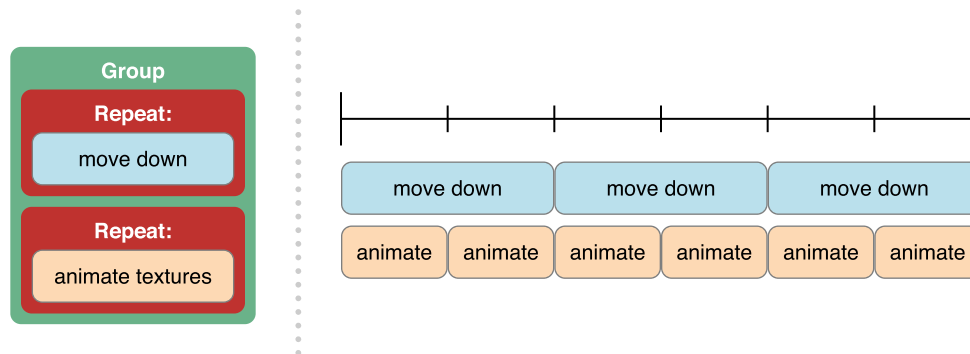 Group
Repeat:
move down
Repeat:
animate textures
move down move down move down
animate animate animate animate animate animate